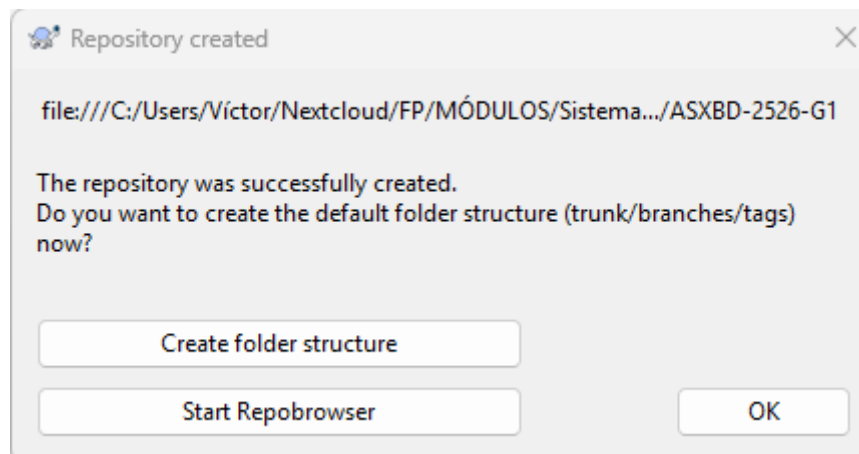 Repository created
file:///C:/Users/Víctor/Nextcloud/FP/MÓDULOS/Sistema.../ASXBD-2526-G1
The repository was successfully created.
Do you want to create the default folder structure (trunk/branches/tags)
now?
Create folder structure
Start Repobrowser
OK